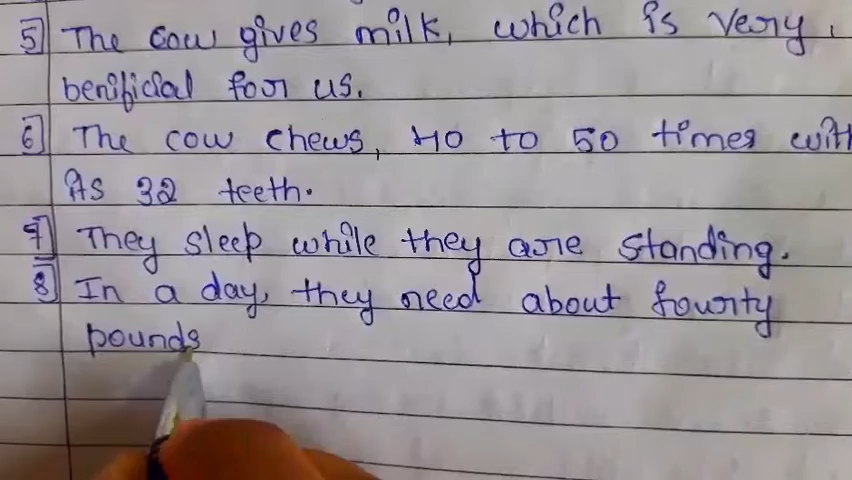 5 The cow gives milk, which is very,
benificial for us.
6 The cow chews, 40 to 50 times with
its 32 teeth.
7 They sleep while they are standing.
8 In a day, they need about fourty
pounds